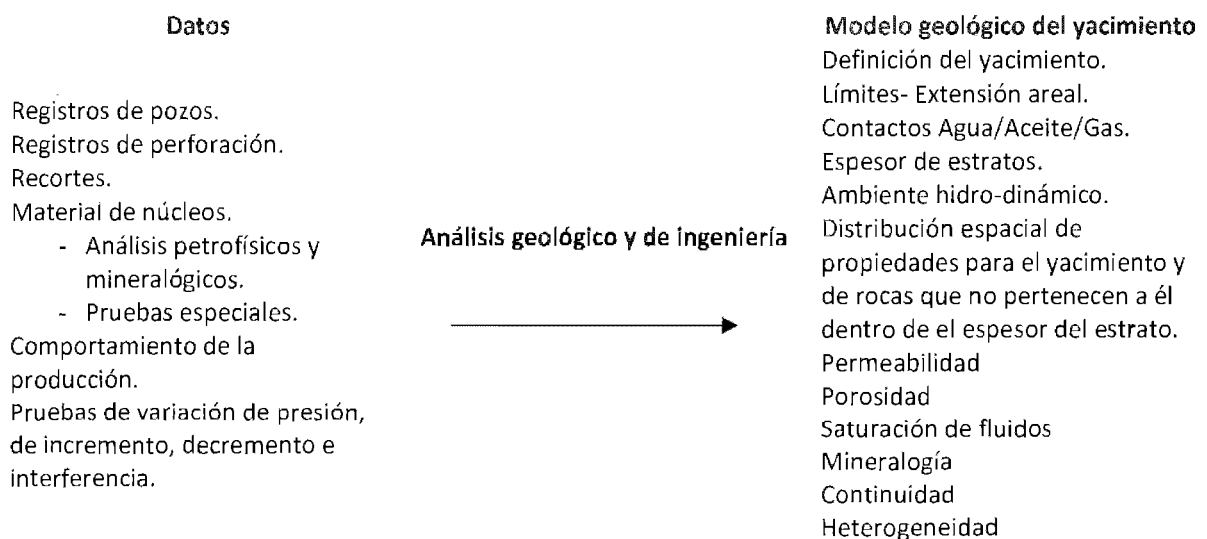 Datos
Registros de pozos.
Registros de perforación.
Recortes.
Material de núcleos.
- Análisis petrofísicos y
mineralógicos.
- Pruebas especiales.
Comportamiento de la
producción.
Pruebas de variación de presión,
de incremento, decremento e
interferencia.
Análisis geológico y de ingeniería
Modelo geológico del yacimiento
Definición del yacimiento.
Límites- Extensión areal.
Contactos Agua/Aceite/Gas.
Espesor de estratos.
Ambiente hidro-dinámico.
Distribución espacial de
propiedades para el yacimiento y
de rocas que no pertenecen a él
dentro de el espesor del estrato.
Permeabilidad
Porosidad
Saturación de fluidos
Mineralogía
Continuidad
Heterogeneidad